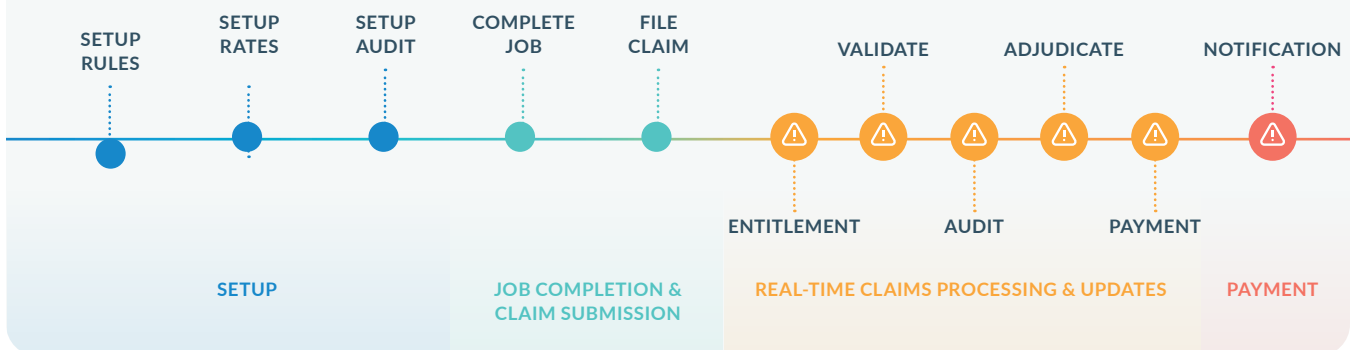 SETUP
RULES
SETUP
RATES
SETUP
AUDIT
COMPLETE
JOB
FILE
CLAIM
ENTITLEMENT
VALIDATE
AUDIT
ADJUDICATE
PAYMENT
NOTIFICATION
SETUP
JOB COMPLETION &
CLAIM SUBMISSION
REAL-TIME CLAIMS PROCESSING & UPDATES
PAYMENT